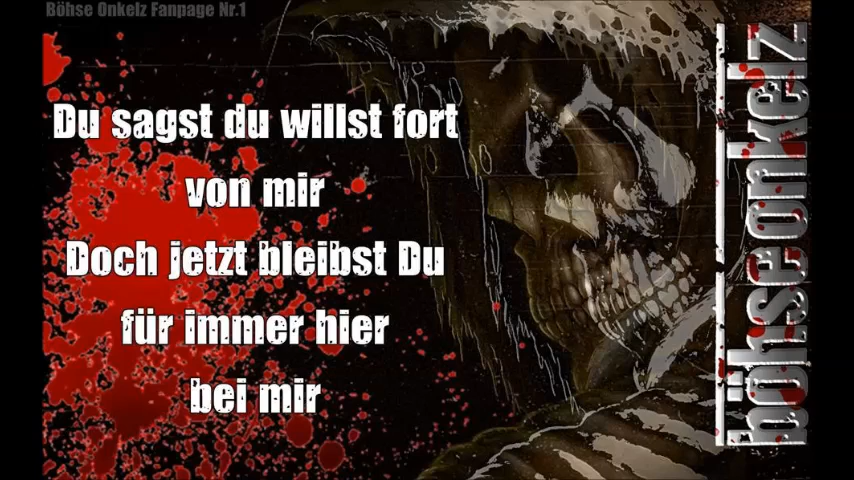 Böhse Onkelz Fanpage Nr.1
Du sagst du willst fort
von mir
Doch jetzt bleibst Du
für immer hier
bei mir
böhse onkelz